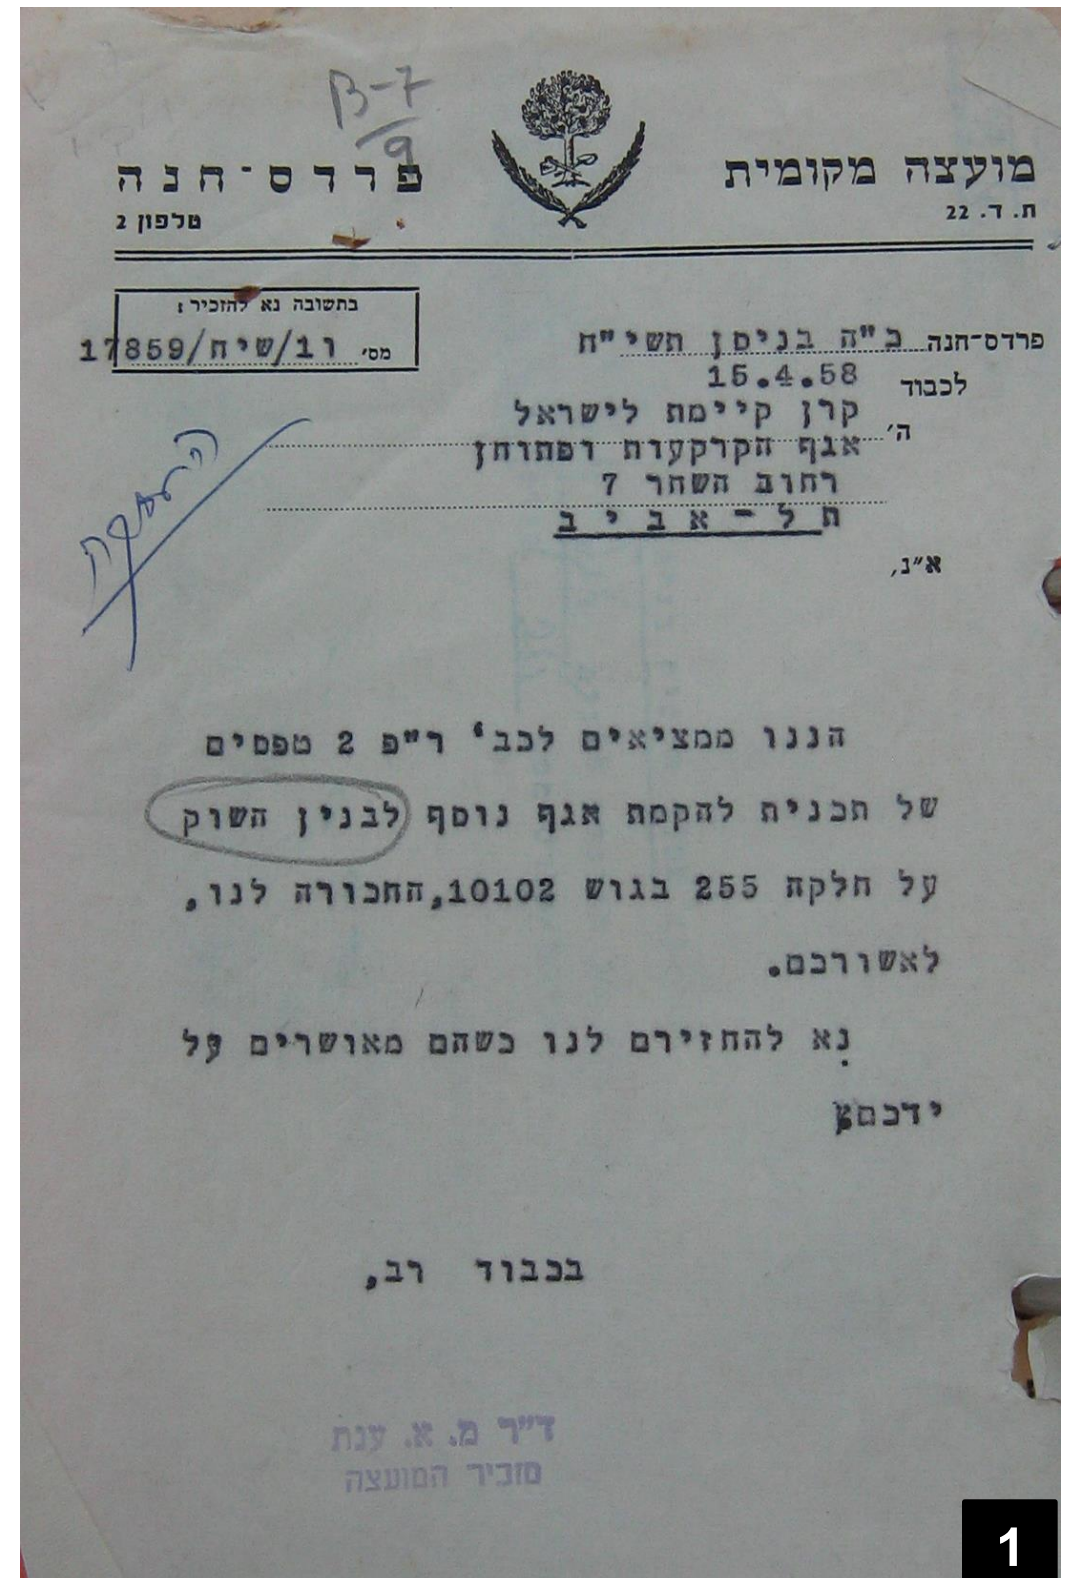 B-7
9
מועצה מקומית פרדס-חנה
ת. ד. 22 טלפון 2
בתשובה נא להזכיר:
מס' 17859/וו/שיח
פרדס-חנה כ"ה בניסן תשי"ח
15.4.58
לכבוד
קרן קיימת לישראל
ה'
אגף הקרקעות ופתוחן
רחוב השחר 7
תל-אביב
א"נ,
הננו ממציאים לכב' ר"פ 2 טפסים
של תכנית להקמת אגף נוסף לבנין השוק
על חלקה 255 בגוש 10102,החכורה לנו,
לאשורכם.
נא להחזירם לנו כשהם מאושרים על
ידכם.
בכבוד רב,
ד"ר מ. א. ענת
מזכיר המועצה
1